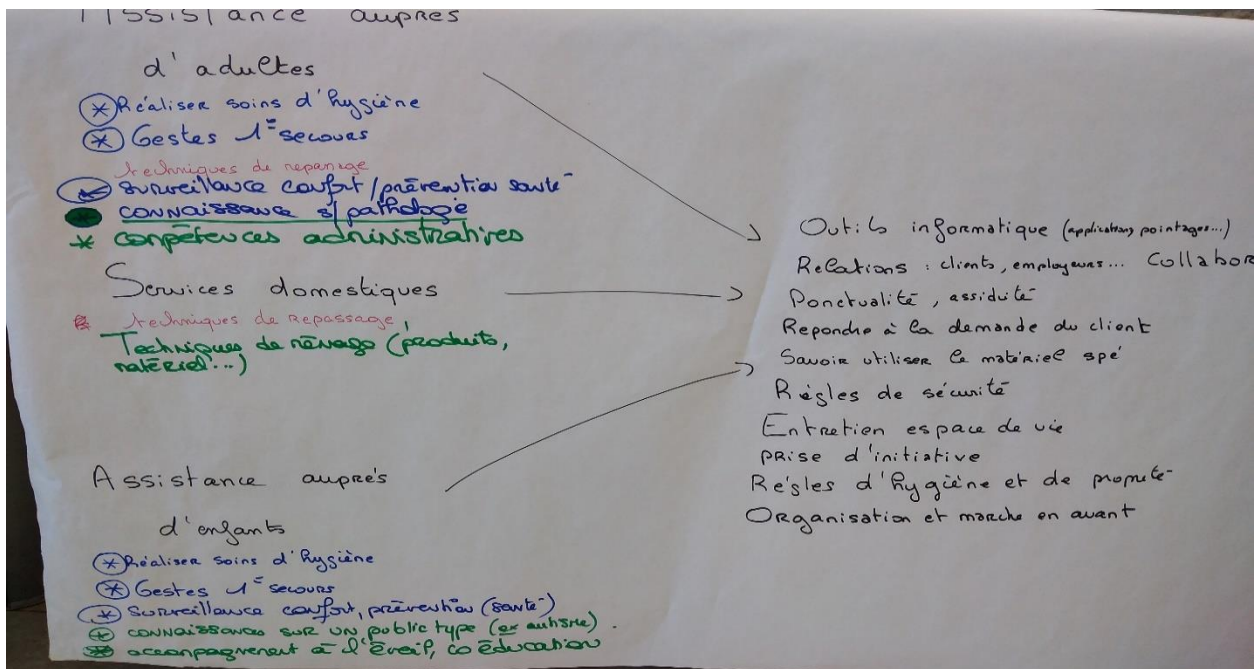 Assistance auprès
d'adultes
* Réaliser soins d'hygiène
* Gestes 1er secours
techniques de repassage
* surveillance confort/prévention santé
* connaissance s/pathologie
* compétences administratives
Services domestiques
techniques de repassage
Techniques de ménage (produits,
matériel...)
Assistance auprès
d'enfants
* Réaliser soins d'hygiène
* Gestes 1er secours
* surveillance confort, prévention (santé)
* connaissances sur un public type (ex autisme).
* accompagnement à l'éveil, co éducation
Outils informatique (applications pointages...)
Relations : clients, employeurs... Collabor
Ponctualité, assiduité
Repondre à la demande du client
Savoir utiliser le matériel spé
Règles de sécurité
Entretien espace de vie
prise d'initiative
Règles d'hygiène et de propreté
Organisation et marche en avant